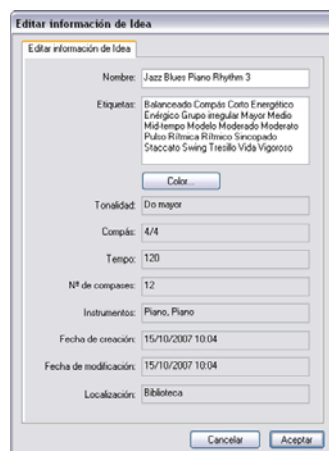 Editar información de Idea
Editar información de Idea
Nombre: Jazz Blues Piano Rhythm 3
Etiquetas: Balanceado Compás Corto Energético
Enérgico Grupo irregular Mayor Medio
Mid-tempo Modelo Moderado Moderato
Pulso Rítmica Rítmico Sincopado
Staccato Swing Tresillo Vida Vigoroso
Color...
Tonalidad: Do mayor
Compás: 4/4
Tempo: 120
Nº de compases: 12
Instrumentos: Piano, Piano
Fecha de creación: 15/10/2007 10:04
Fecha de modificación: 15/10/2007 10:04
Localización: Biblioteca
Cancelar Aceptar